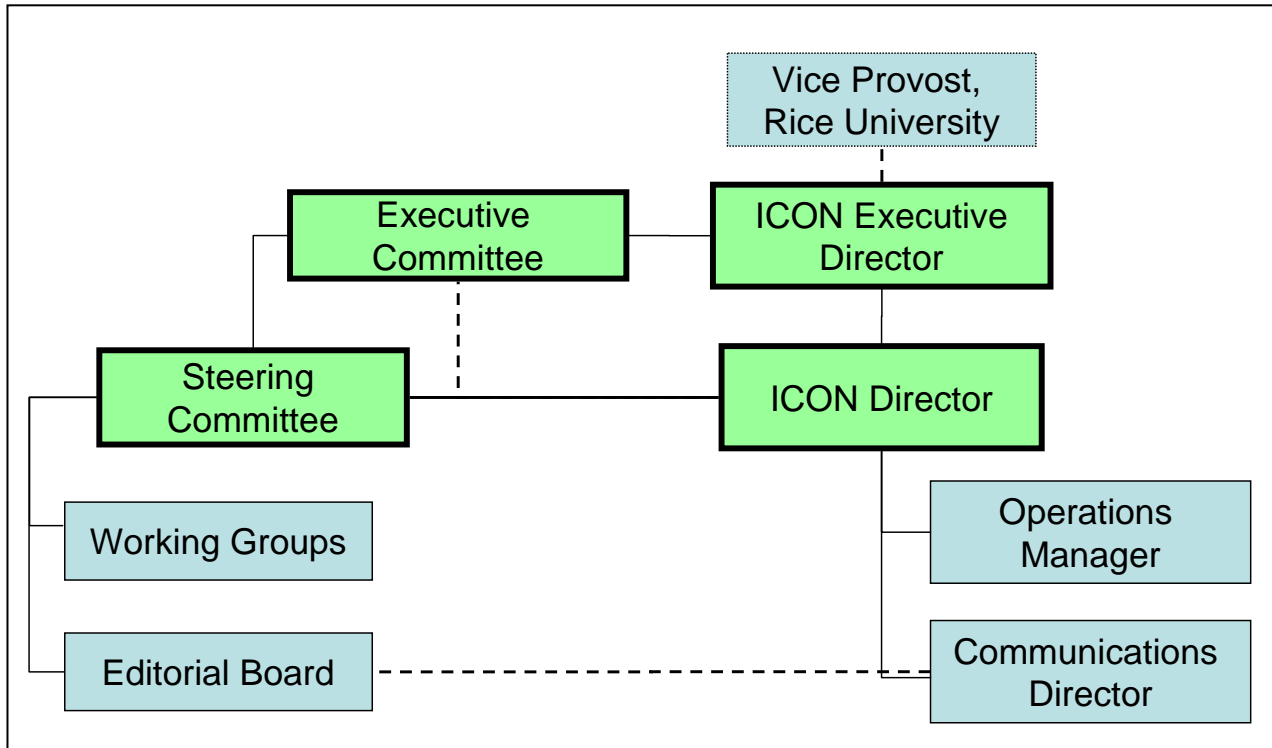 Vice Provost,
Rice University
Executive
Committee
ICON Executive
Director
Steering
Committee
ICON Director
Working Groups
Operations
Manager
Editorial Board
Communications
Director